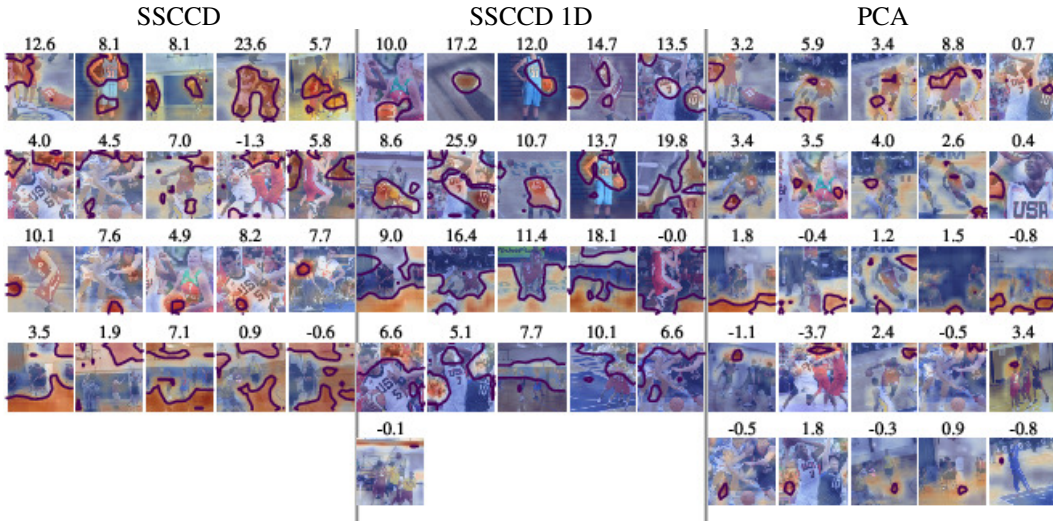 SSCCD SSCCD 1D PCA
12.6 8.1 8.1 23.6 5.7 10.0 17.2 12.0 14.7 13.5 3.2 5.9 3.4 8.8 0.7
4.0 4.5 7.0 -1.3 5.8 8.6 25.9 10.7 13.7 19.8 3.4 3.5 4.0 2.6 0.4
USA
10.1 7.6 4.9 8.2 7.7 9.0 16.4 11.4 18.1 -0.0 1.8 -0.4 1.2 1.5 -0.8
3.5 1.9 7.1 0.9 -0.6 6.6 5.1 7.7 10.1 6.6 -1.1 -3.7 2.4 -0.5 3.4
-0.1 -0.5 1.8 -0.3 0.9 -0.8